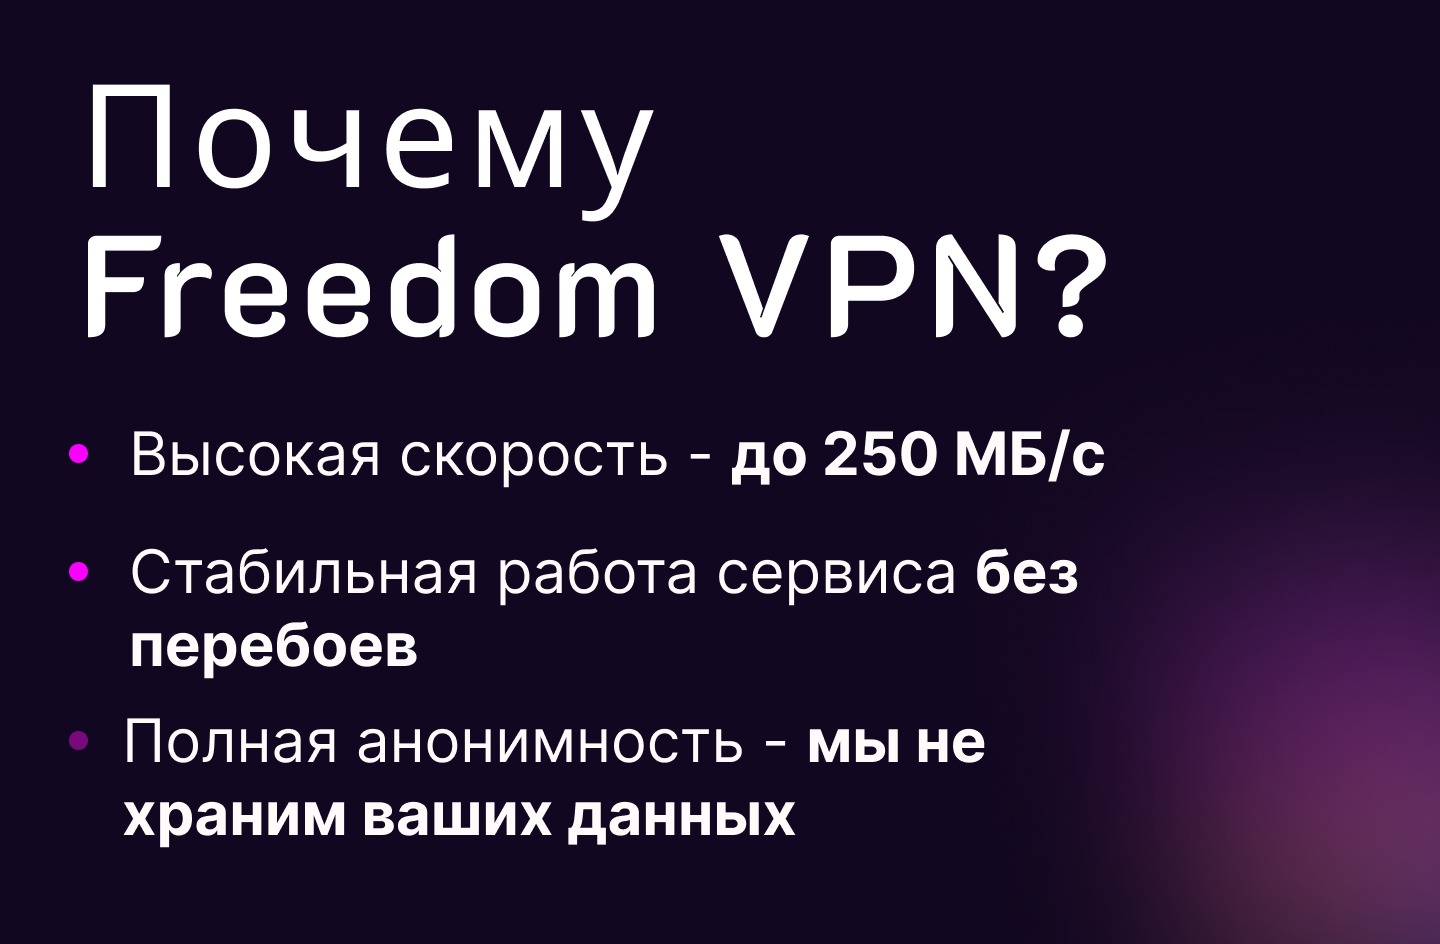 Почему
Freedom VPN?
• Высокая скорость - до 250 МБ/с
• Стабильная работа сервиса без
перебоев
• Полная анонимность - мы не
храним ваших данных